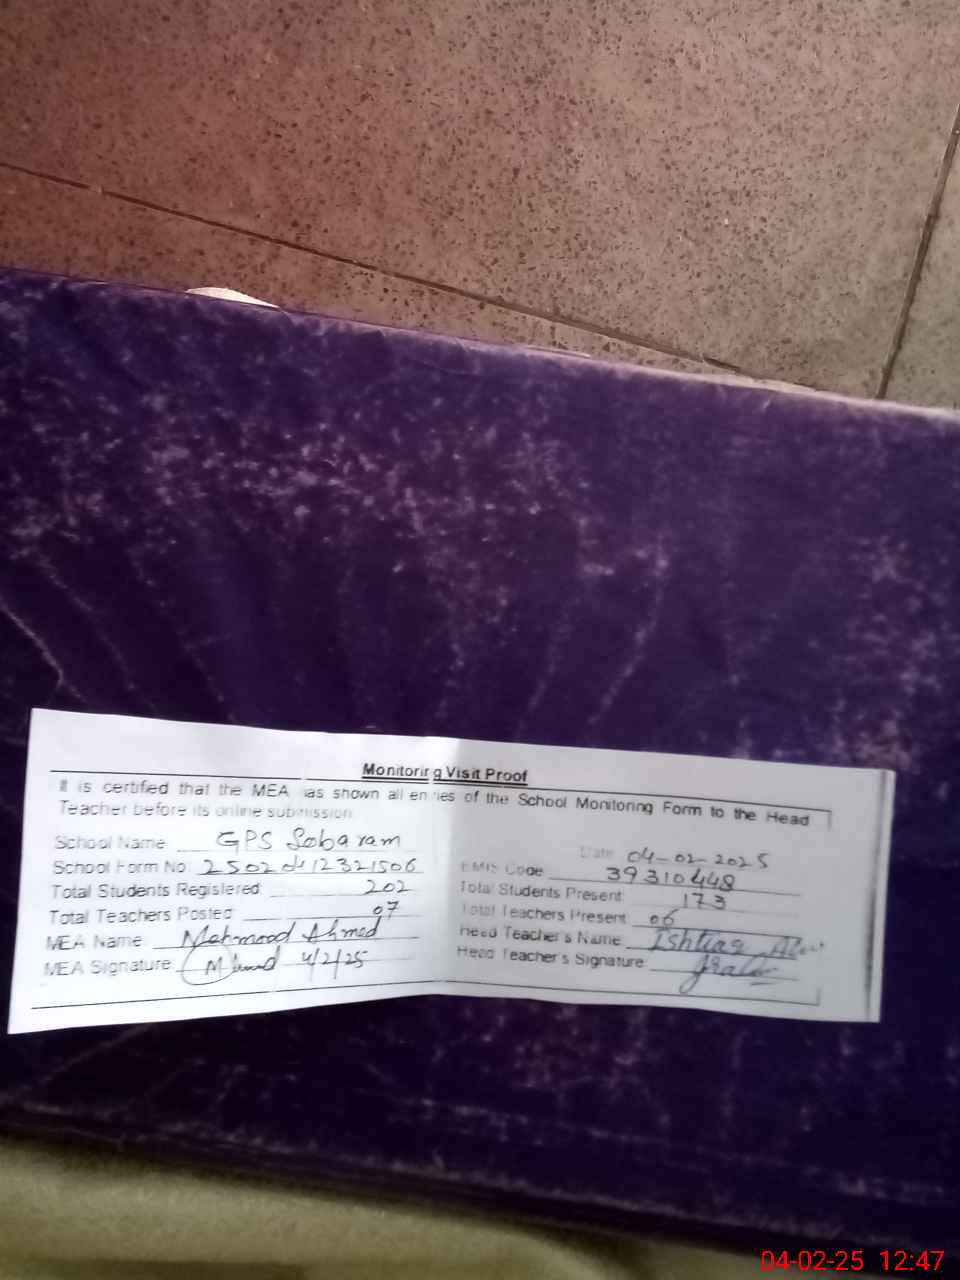 Monitoring Visit Proof
It is certified that the MEA has shown all entries of the School Monitoring Form to the Head
Teacher before its online submission.
Date 04-02-2025
School Name GPS Sobaram
EMIS Code 39310448
School Form No. 25020412321506
Total Students Present 173
Total Students Registered: 202
Total Teachers Present 06
Total Teachers Posted: 07
Head Teacher's Name Ishtiaq
MEA Name: Mehmood Ahmed
Head Teacher's Signature
MEA Signature 4/2/25
04-02-25 12:47